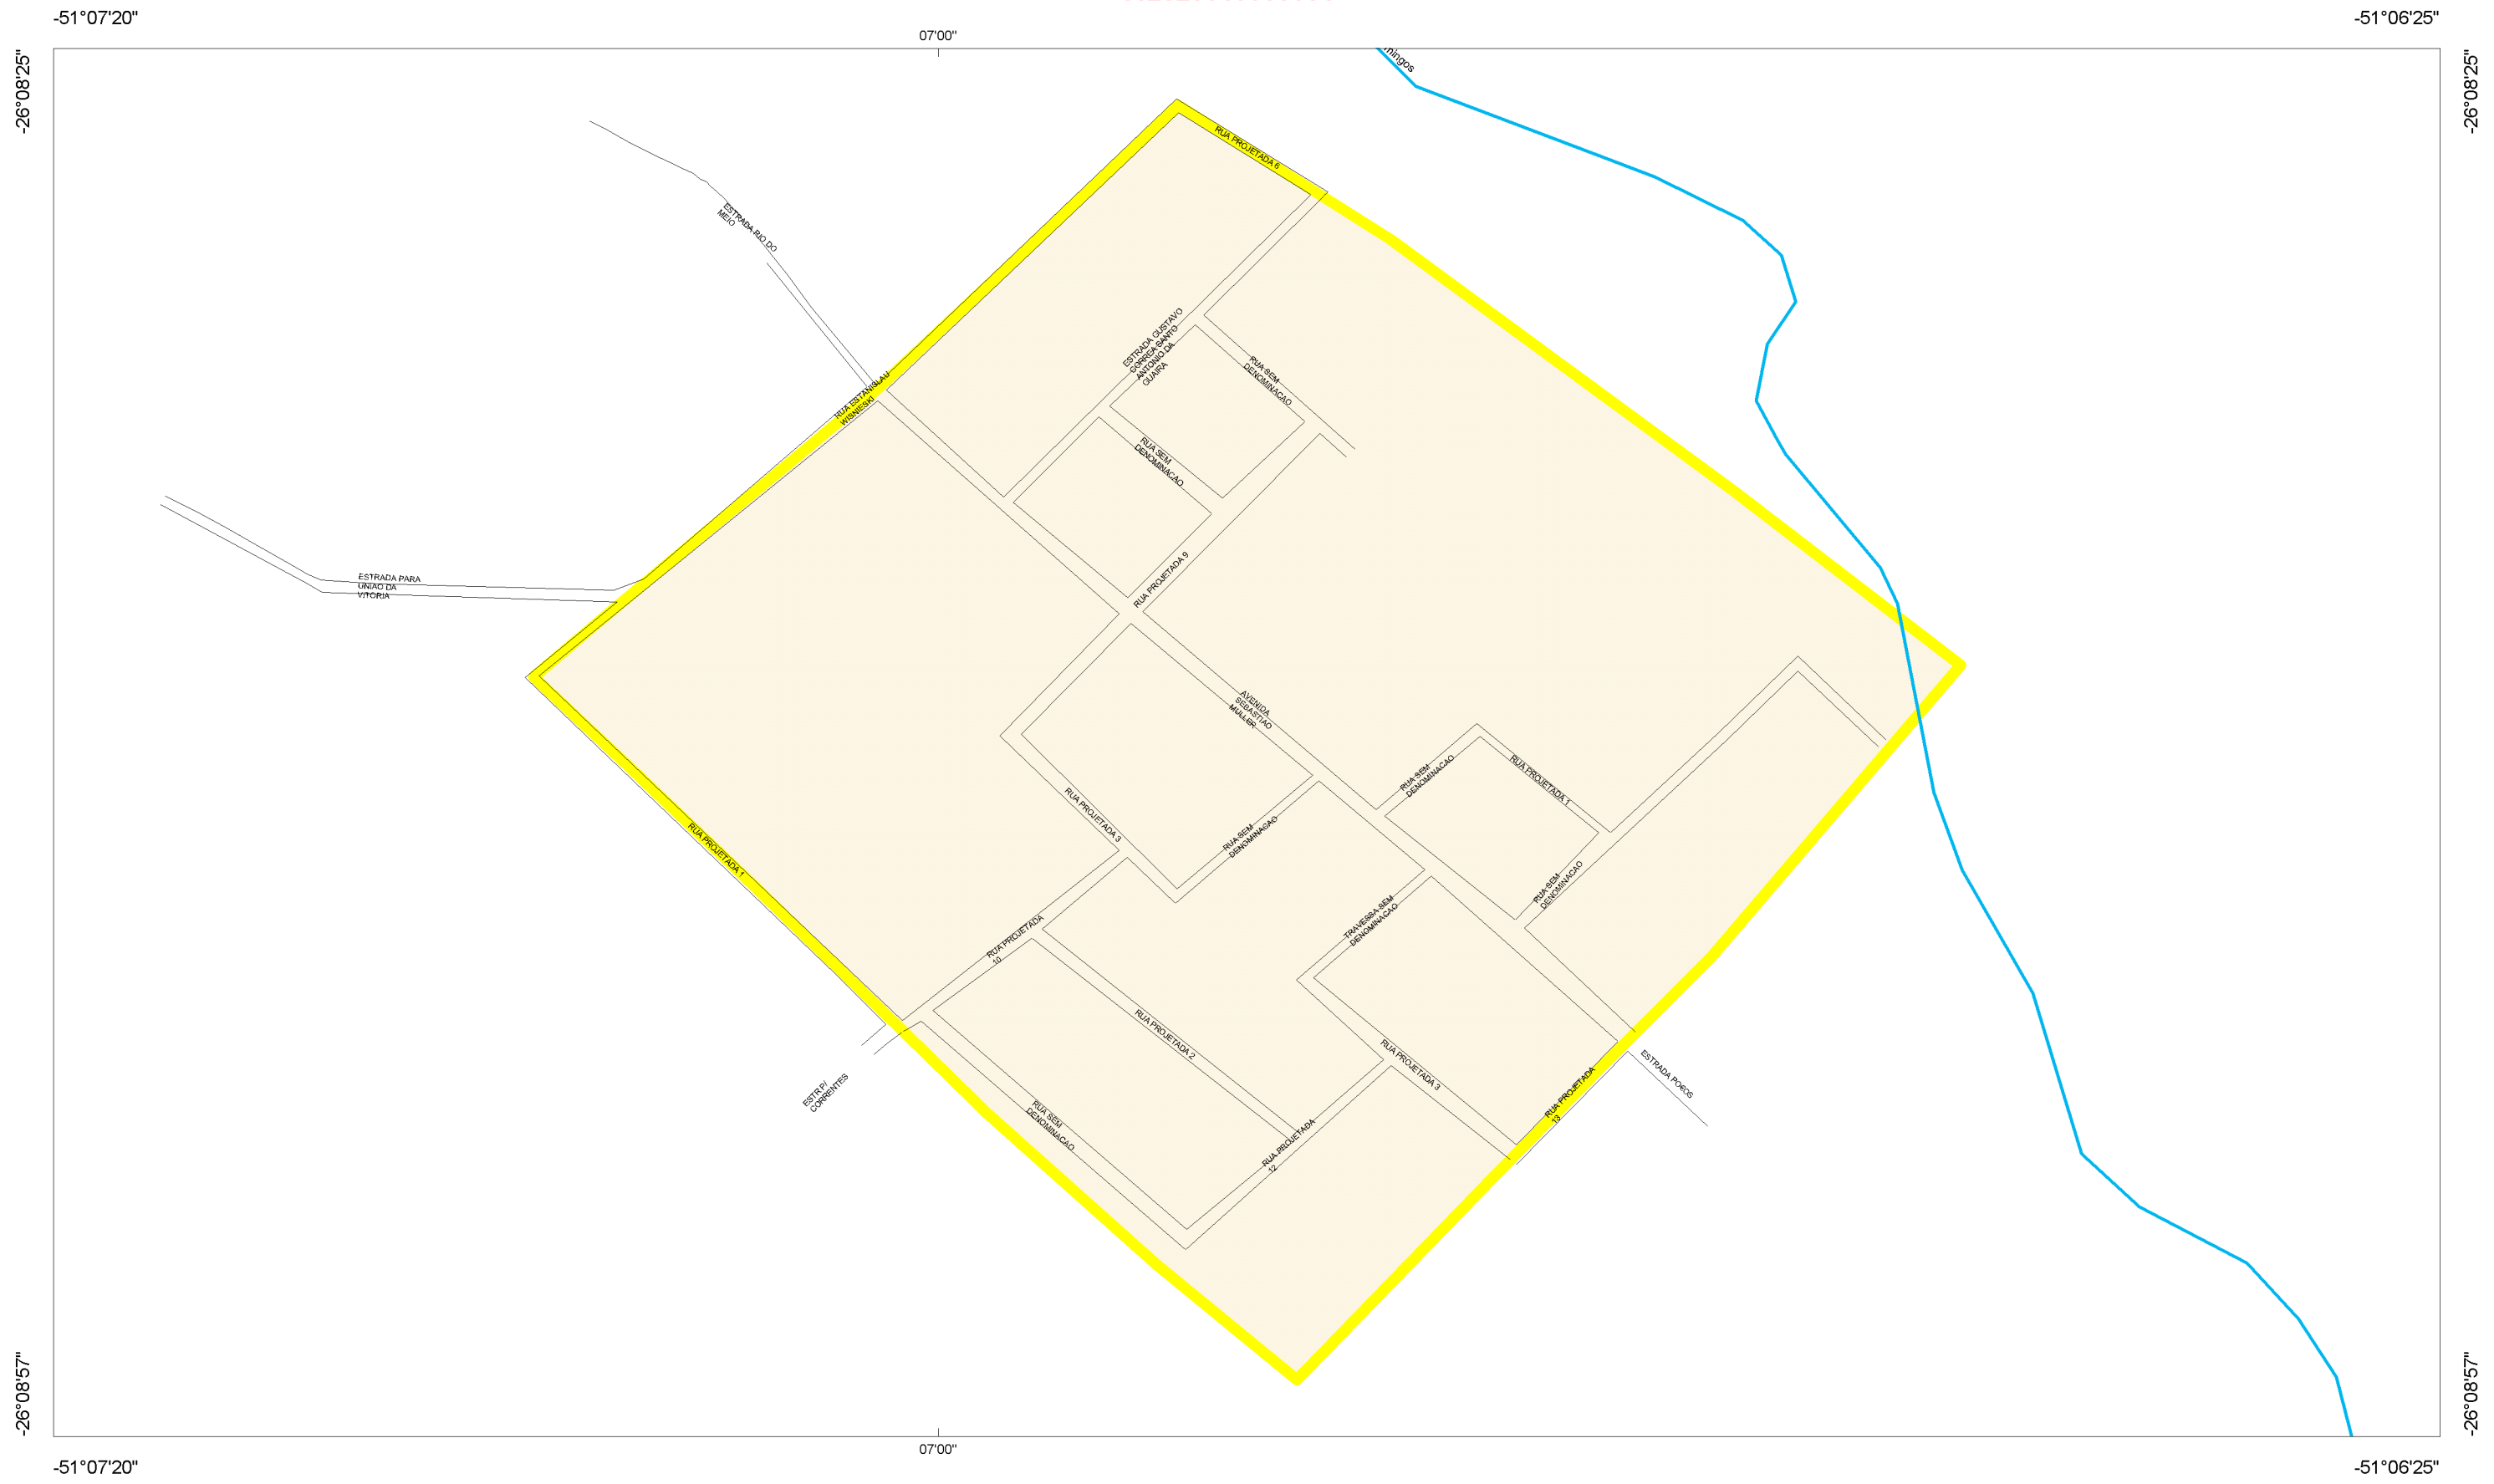 -51°07'20"
-51°06'25"
07'00"
-26°08'25"
-26°08'25"
mingos
RUA PROJETADA 6
ESTRADA RIO DO
MEIO
ESTRADA GUSTAVO
CORREA SANTO
ANTONIO DA
GUAIRA
RUA SEM
DENOMINACAO
RUA ESTANISLAU
WISNIESKI
RUA SEM
DENOMINACAO
RUA PROJETADA 9
ESTRADA PARA
UNIAO DA
VITORIA
AVENIDA
SEBASTIAO
MULLER
RUA SEM
DENOMINACAO
RUA PROJETADA 1
RUA PROJETADA 3
RUA SEM
DENOMINACAO
RUA PROJETADA 1
RUA SEM
DENOMINACAO
TRAVESSA SEM
DENOMINACAO
RUA PROJETADA
10
RUA PROJETADA 2
RUA PROJETADA 3
ESTRADA POCOS
ESTR P/
CORRENTES
RUA SEM
DENOMINACAO
RUA PROJETADA
13
RUA PROJETADA
12
-26°08'57"
-26°08'57"
07'00"
-51°07'20"
-51°06'25"